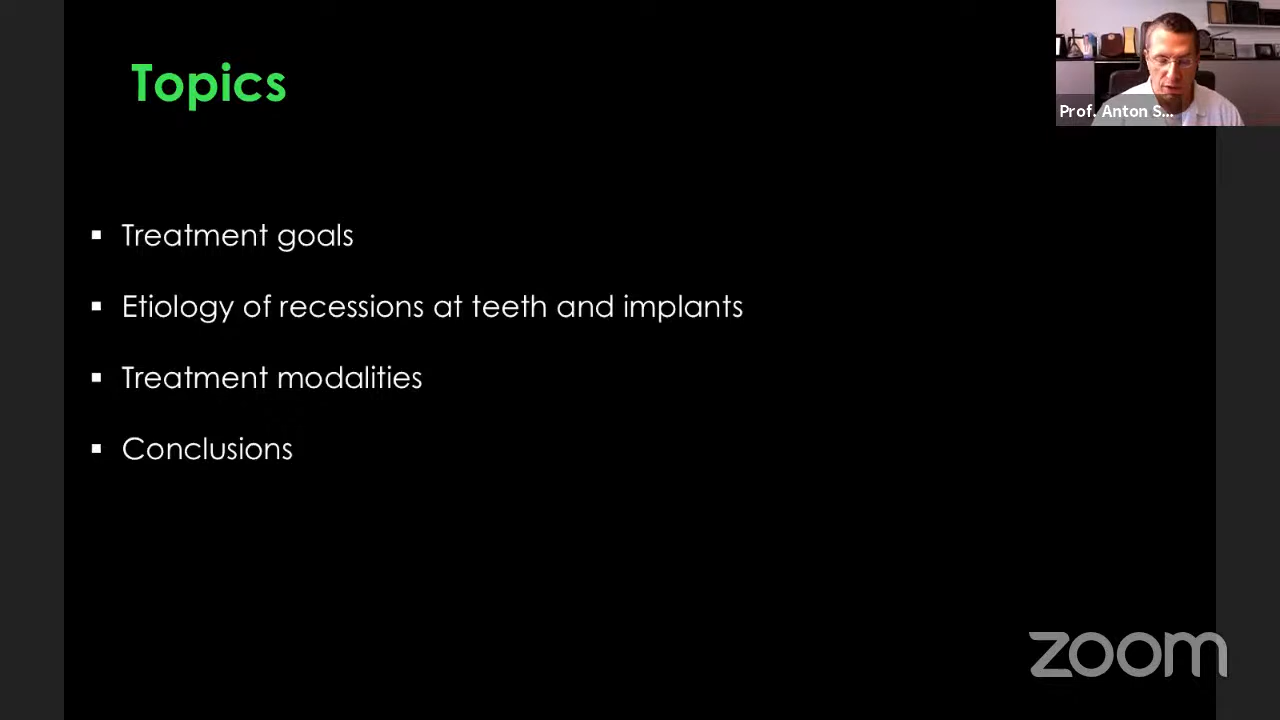 Topics
Prof. Anton S...
▪ Treatment goals
▪ Etiology of recessions at teeth and implants
▪ Treatment modalities
▪ Conclusions
zoom